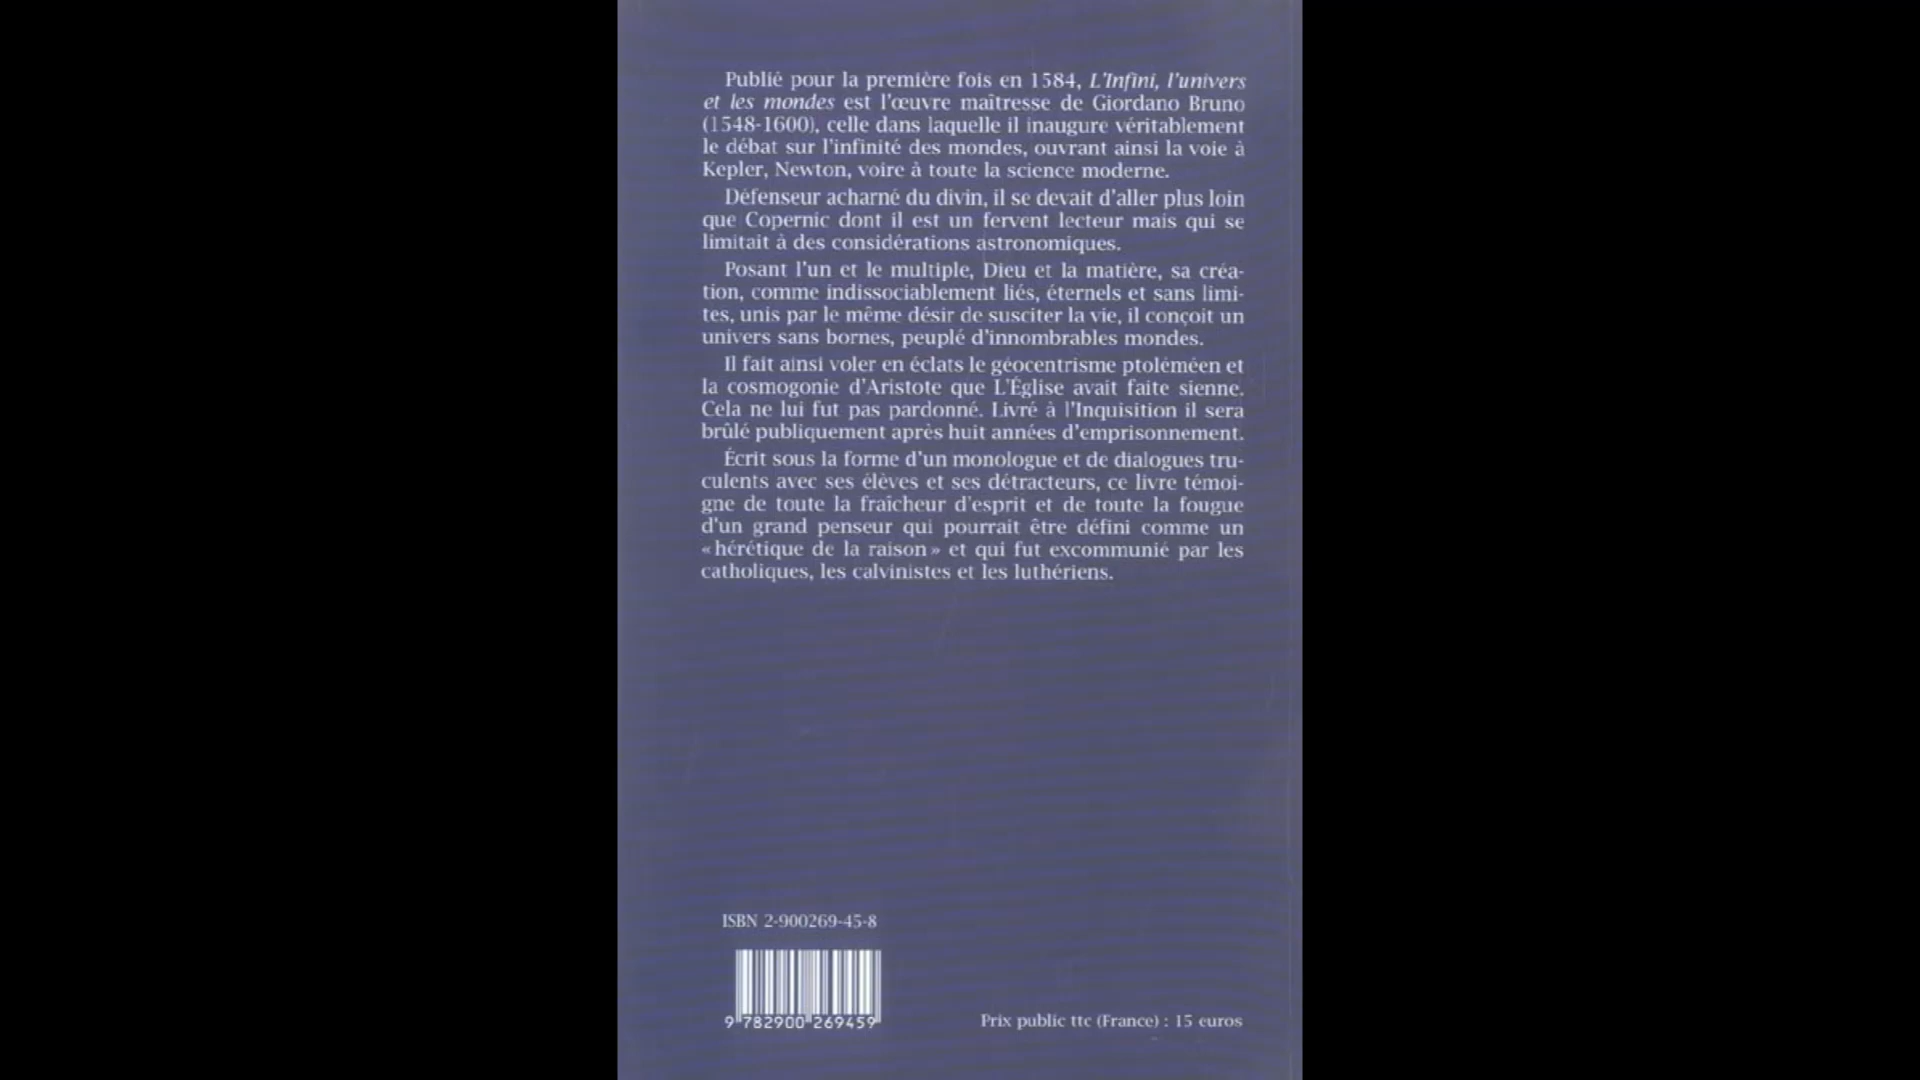 Publié pour la première fois en 1584, L'Infini, l'univers
et les mondes est l'œuvre maîtresse de Giordano Bruno
(1548-1600), celle dans laquelle il inaugure véritablement
le débat sur l'infinité des mondes, ouvrant ainsi la voie à
Kepler, Newton, voire à toute la science moderne.
Défenseur acharné du divin, il se devait d'aller plus loin
que Copernic dont il est un fervent lecteur mais qui se
limitait à des considérations astronomiques.
Posant l'un et le multiple, Dieu et la matière, sa créa-
tion, comme indissociablement liés, éternels et sans limi-
tes, unis par le même désir de susciter la vie, il conçoit un
univers sans bornes, peuplé d'innombrables mondes.
Il fait ainsi voler en éclats le géocentrisme ptoléméen et
la cosmogonie d'Aristote que L'Église avait faite sienne.
Cela ne lui fut pas pardonné. Livré à l'Inquisition il sera
brûlé publiquement après huit années d'emprisonnement.
Écrit sous la forme d'un monologue et de dialogues tru-
culents avec ses élèves et ses détracteurs, ce livre témoi-
gne de toute la fraîcheur d'esprit et de toute la fougue
d'un grand penseur qui pourrait être défini comme un
«hérétique de la raison» et qui fut excommunié par les
catholiques, les calvinistes et les luthériens.
ISBN 2-900269-45-8
9 782900 269459
Prix public ttc (France) : 15 euros